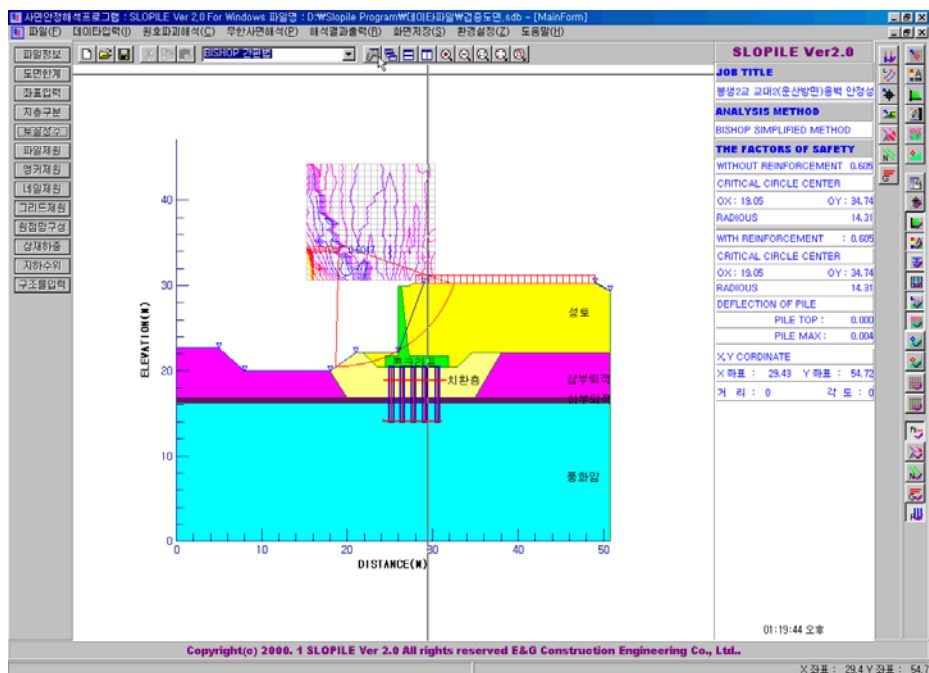 사면안정해석프로그램 : SLOPILE Ver 2,0 For Windows 파일명 : D:₩Slopile Program₩데이타파일₩검증도면,sdb - [MainForm]
파일(F) 데이타입력(I) 원호파괴해석(C) 무한사면해석(P) 해석결과출력(R) 화면저장(S) 환경설정(Z) 도움말(H)
BISHOP 간편법
파일정보
도면한계
좌표입력
지층구분
토질정수
파일제원
앵커제원
네일제원
그리드제원
원점망구성
상재하중
지하수위
구조물입력
ELEVATION(M)
40
30
20
10
0
0.6047
성토
콘크리트
치환층
상부퇴적
하부퇴적
풍화암
0 10 20 30 40 50
DISTANCE(M)
SLOPILE Ver2.0
JOB TITLE
봉생2교 교대2(문산방면)옹벽 안정성
ANALYSIS METHOD
BISHOP SIMPLIFIED METHOD
THE FACTORS OF SAFETY
WITHOUT REINFORCEMENT 0.605
CRITICAL CIRCLE CENTER
OX : 19.05 OY : 34.74
RADIOUS 14.31
WITH REINFORCEMENT : 0.605
CRITICAL CIRCLE CENTER
OX : 19.05 OY : 34.74
RADIOUS 14.31
DEFLECTION OF PILE
PILE TOP : 0.000
PILE MAX : 0.004
X,Y CORDINATE
X 좌표 : 29.43 Y 좌표 : 54.72
거 리 : 0 각 도 : 0
01:19:44 오후
Copyright(c) 2000. 1 SLOPILE Ver 2.0 All rights reserved E&G Construction Engineering Co., Ltd..
X 좌표 : 29.4 Y 좌표 : 54.7